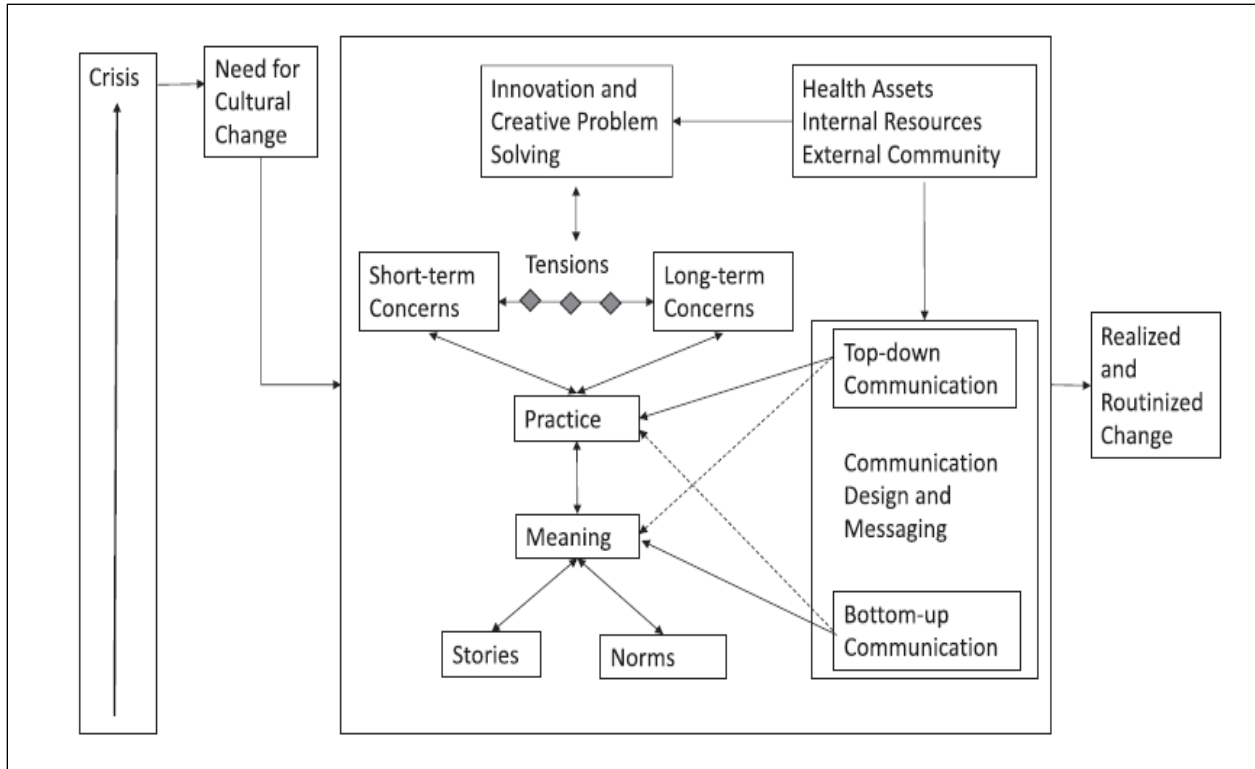 Crisis
Need for
Cultural
Change
Innovation and
Creative Problem
Solving
Health Assets
Internal Resources
External Community
Short-term
Concerns
Tensions
Long-term
Concerns
Practice
Meaning
Stories
Norms
Top-down
Communication
Communication
Design and
Messaging
Bottom-up
Communication
Realized
and
Routinized
Change